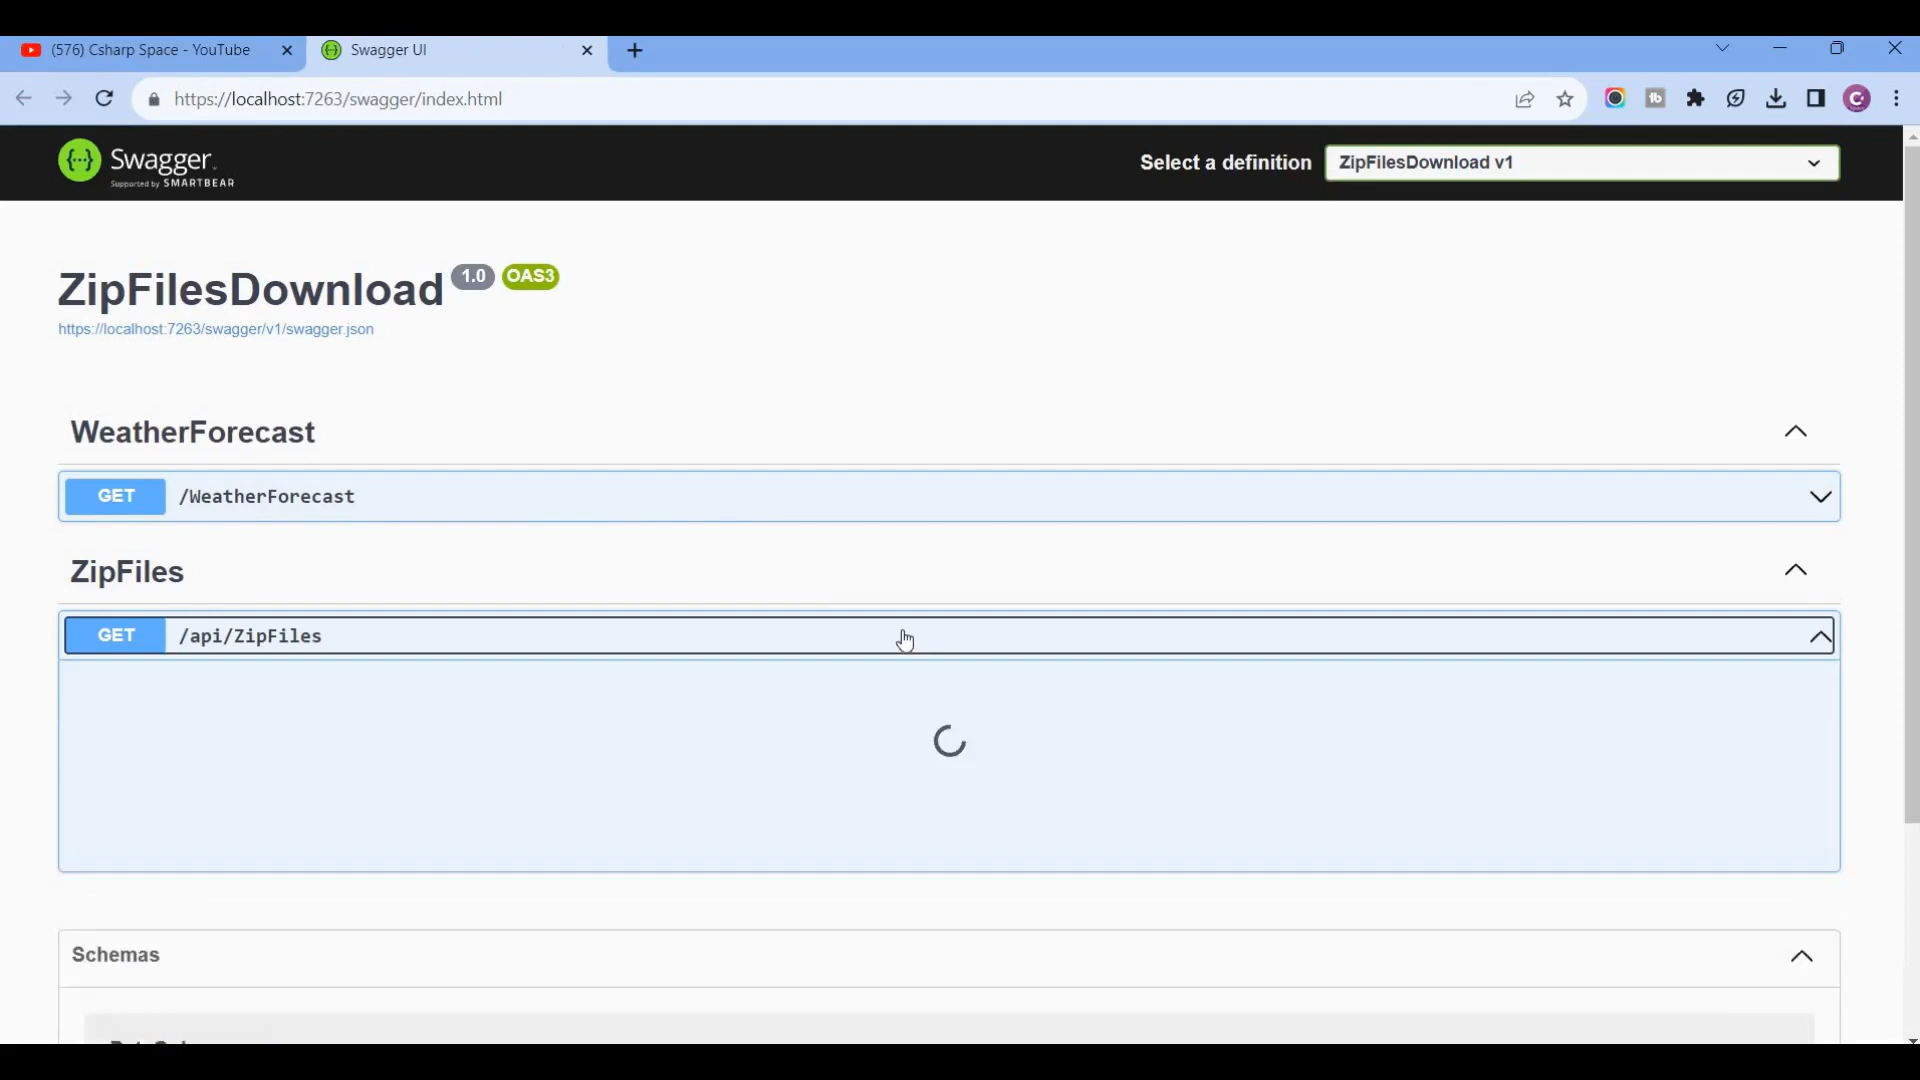 (576) Csharp Space - YouTube
Swagger UI
https://localhost:7263/swagger/index.html
Swagger
Supported by SMARTBEAR
Select a definition
ZipFilesDownload v1
ZipFilesDownload 1.0 OAS3
https://localhost:7263/swagger/v1/swagger.json
WeatherForecast
GET /WeatherForecast
ZipFiles
GET /api/ZipFiles
Schemas